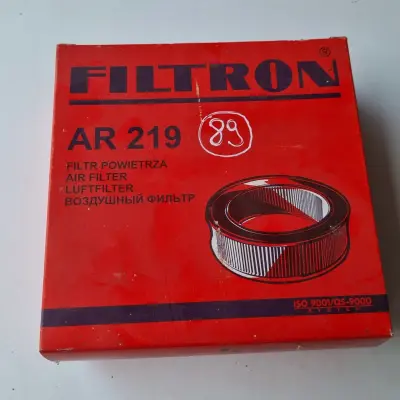 FILTRON®
AR 219
89
FILTR POWIETRZA
AIR FILTER
LUFTFILTER
ВОЗДУШНЫЙ ФИЛЬТР
ISO 9001/QS-9000